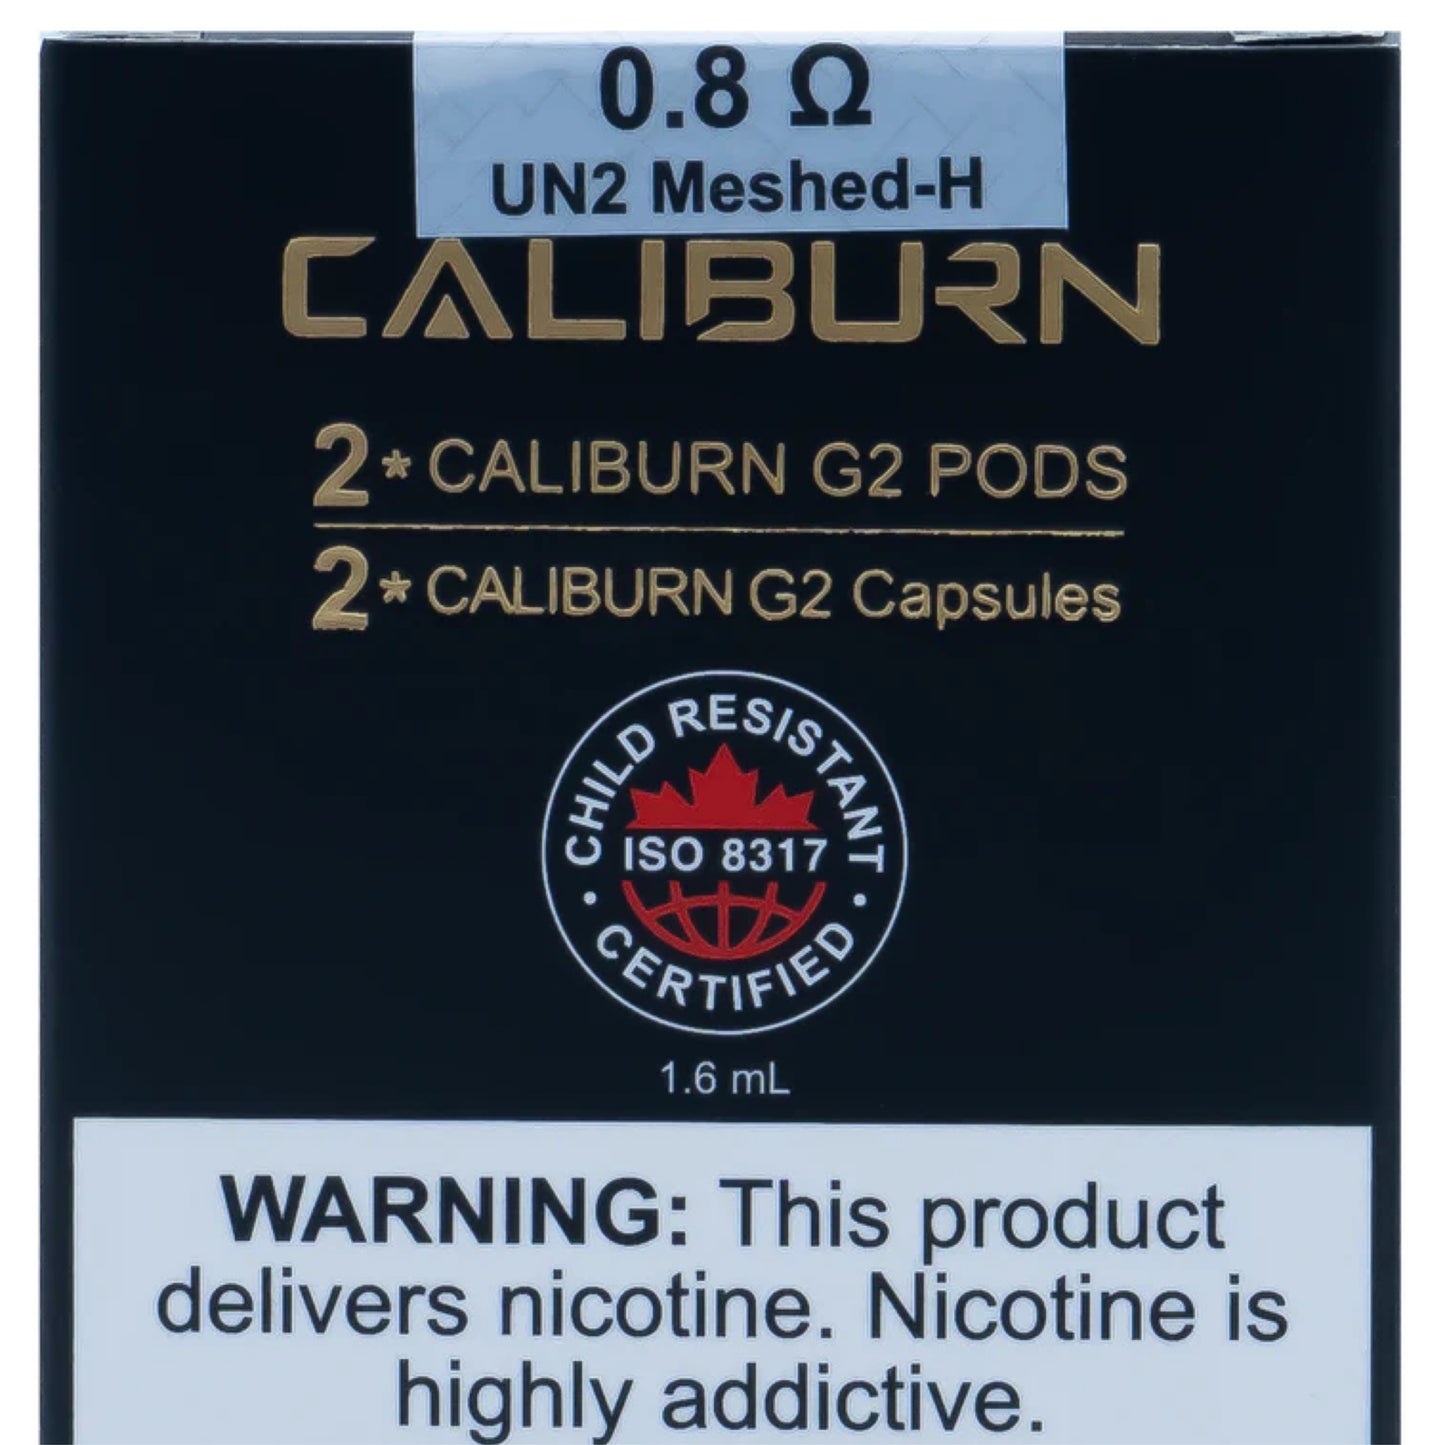 0.8 Ω
UN2 Meshed-H
CALIBURN
2* CALIBURN G2 PODS
2* CALIBURN G2 Capsules
CHILD RESISTANT
ISO 8317
• CERTIFIED •
1.6 mL
WARNING: This product
delivers nicotine. Nicotine is
highly addictive.